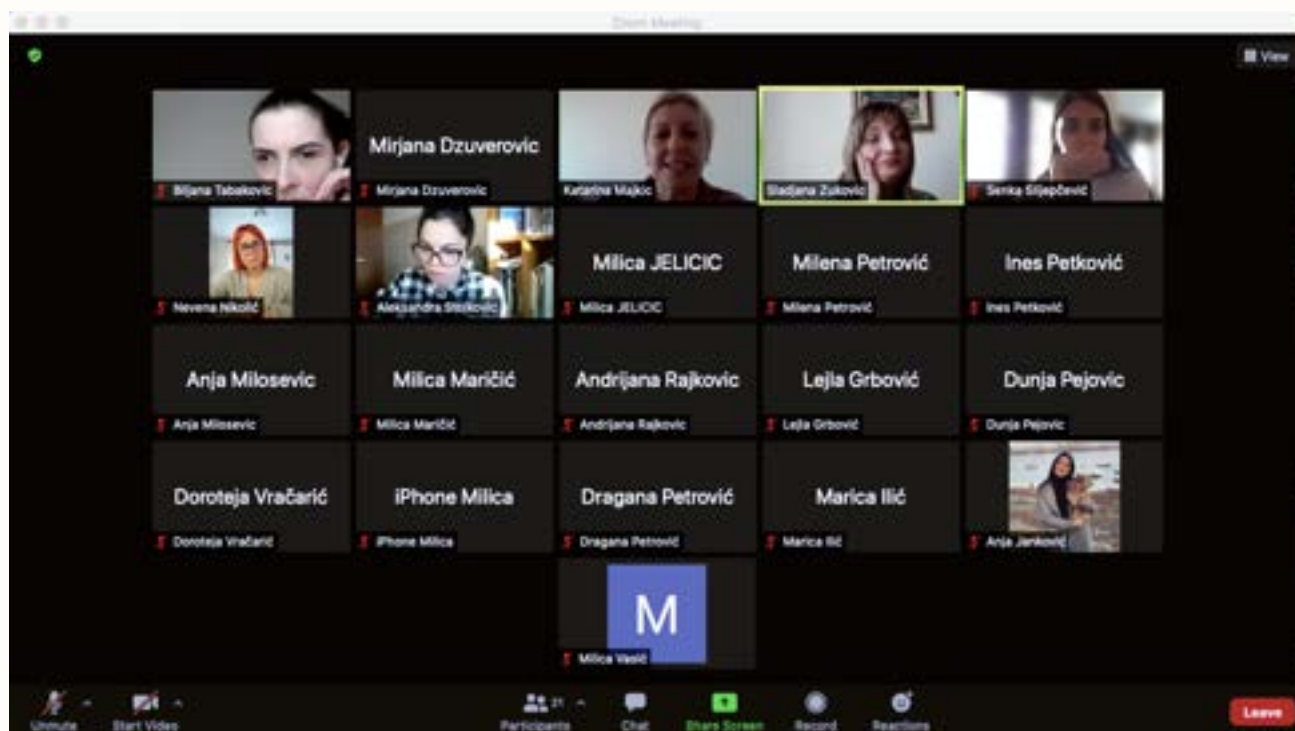 Zoom Meeting
View
Biljana Tabakovic
Mirjana Dzuverovic
Mirjana Dzuverovic
Katarina Majkic
Sladjana Zukovic
Senka Slijepčević
Nevena Nikolić
Aleksandra Stojkovic
Milica JELICIC
Milica JELICIC
Milena Petrović
Milena Petrović
Ines Petković
Ines Petković
Anja Milosevic
Anja Milosevic
Milica Maričić
Milica Maričić
Andrijana Rajkovic
Andrijana Rajkovic
Lejla Grbović
Lejla Grbović
Dunja Pejovic
Dunja Pejovic
Doroteja Vračarić
Doroteja Vračarić
iPhone Milica
iPhone Milica
Dragana Petrović
Dragana Petrović
Marica Ilić
Marica Ilić
Anja Janković
M
Milica Vasić
Unmute
Start Video
21
Participants
Chat
Share Screen
Record
Reactions
Leave